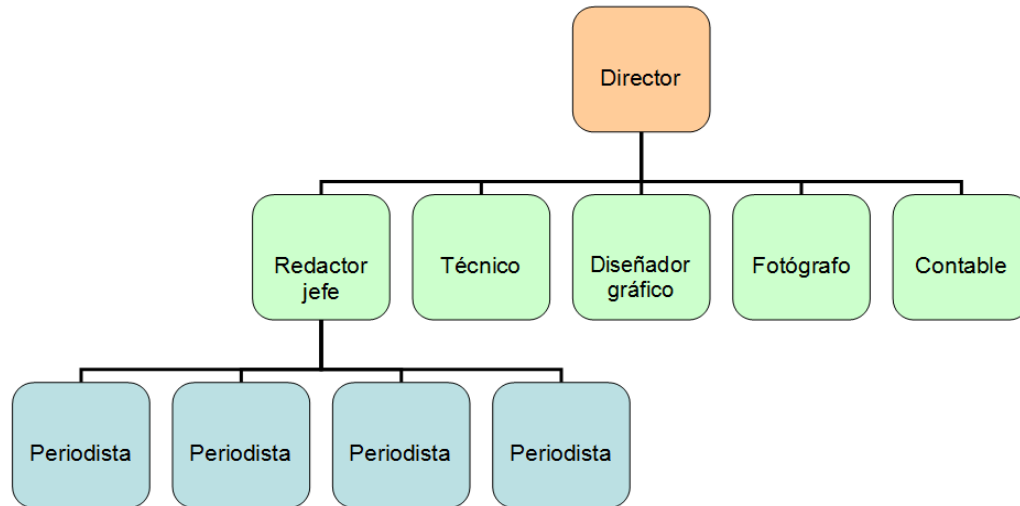 Director
Redactor
jefe
Técnico
Diseñador
gráfico
Fotógrafo
Contable
Periodista
Periodista
Periodista
Periodista